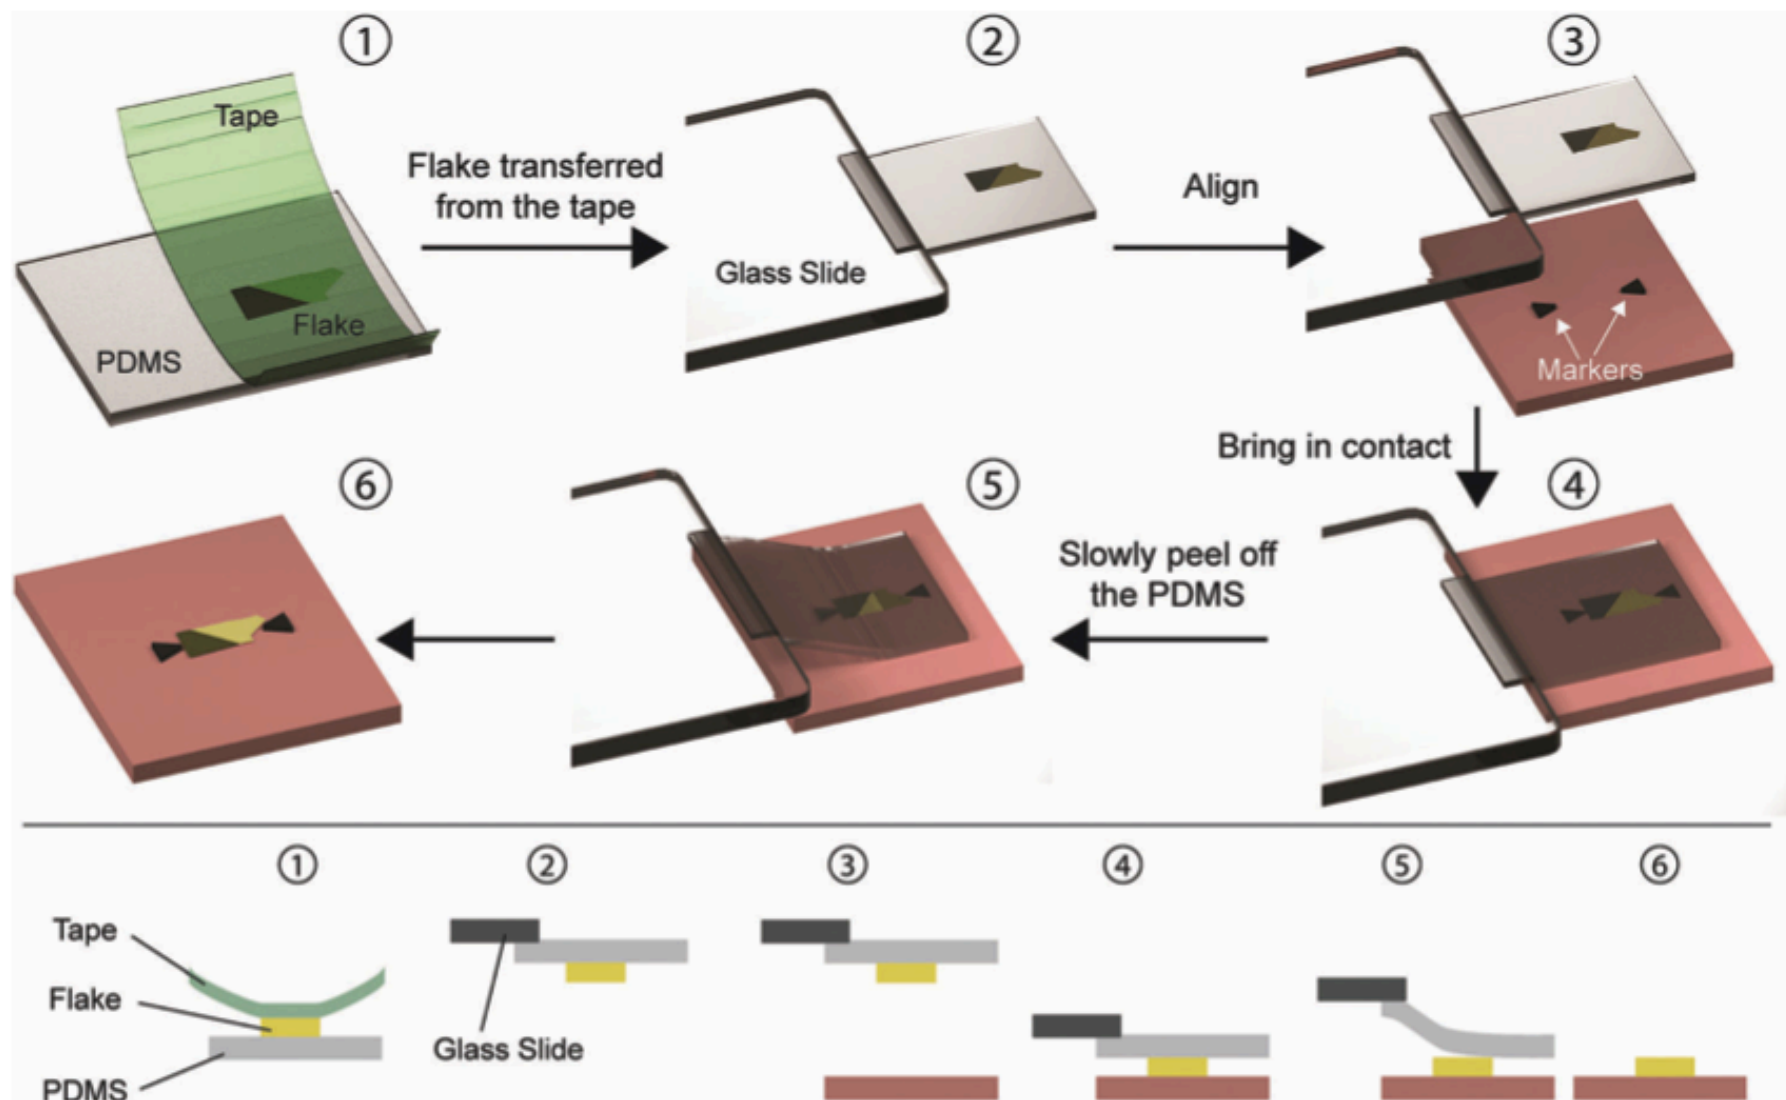 ①
②
③
Tape
Flake transferred
from the tape
Align
Glass Slide
Flake
PDMS
Markers
Bring in contact
⑥
⑤
④
Slowly peel off
the PDMS
①
②
③
④
⑤
⑥
Tape
Flake
Glass Slide
PDMS